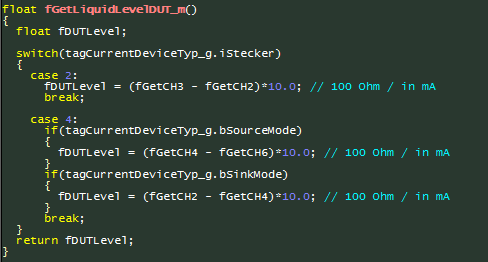 float fGetLiquidLevelDUT_m()
{
  float fDUTLevel;

  switch(tagCurrentDeviceTyp_g.iStecker)
  {
    case 2:
      fDUTLevel = (fGetCH3 - fGetCH2)*10.0; // 100 Ohm / in mA
      break;

    case 4:
      if(tagCurrentDeviceTyp_g.bSourceMode)
      {
        fDUTLevel = (fGetCH4 - fGetCH6)*10.0; // 100 Ohm / in mA
      }
      if(tagCurrentDeviceTyp_g.bSinkMode)
      {
        fDUTLevel = (fGetCH2 - fGetCH4)*10.0; // 100 Ohm / in mA
      }
      break;
  }
  return fDUTLevel;
}